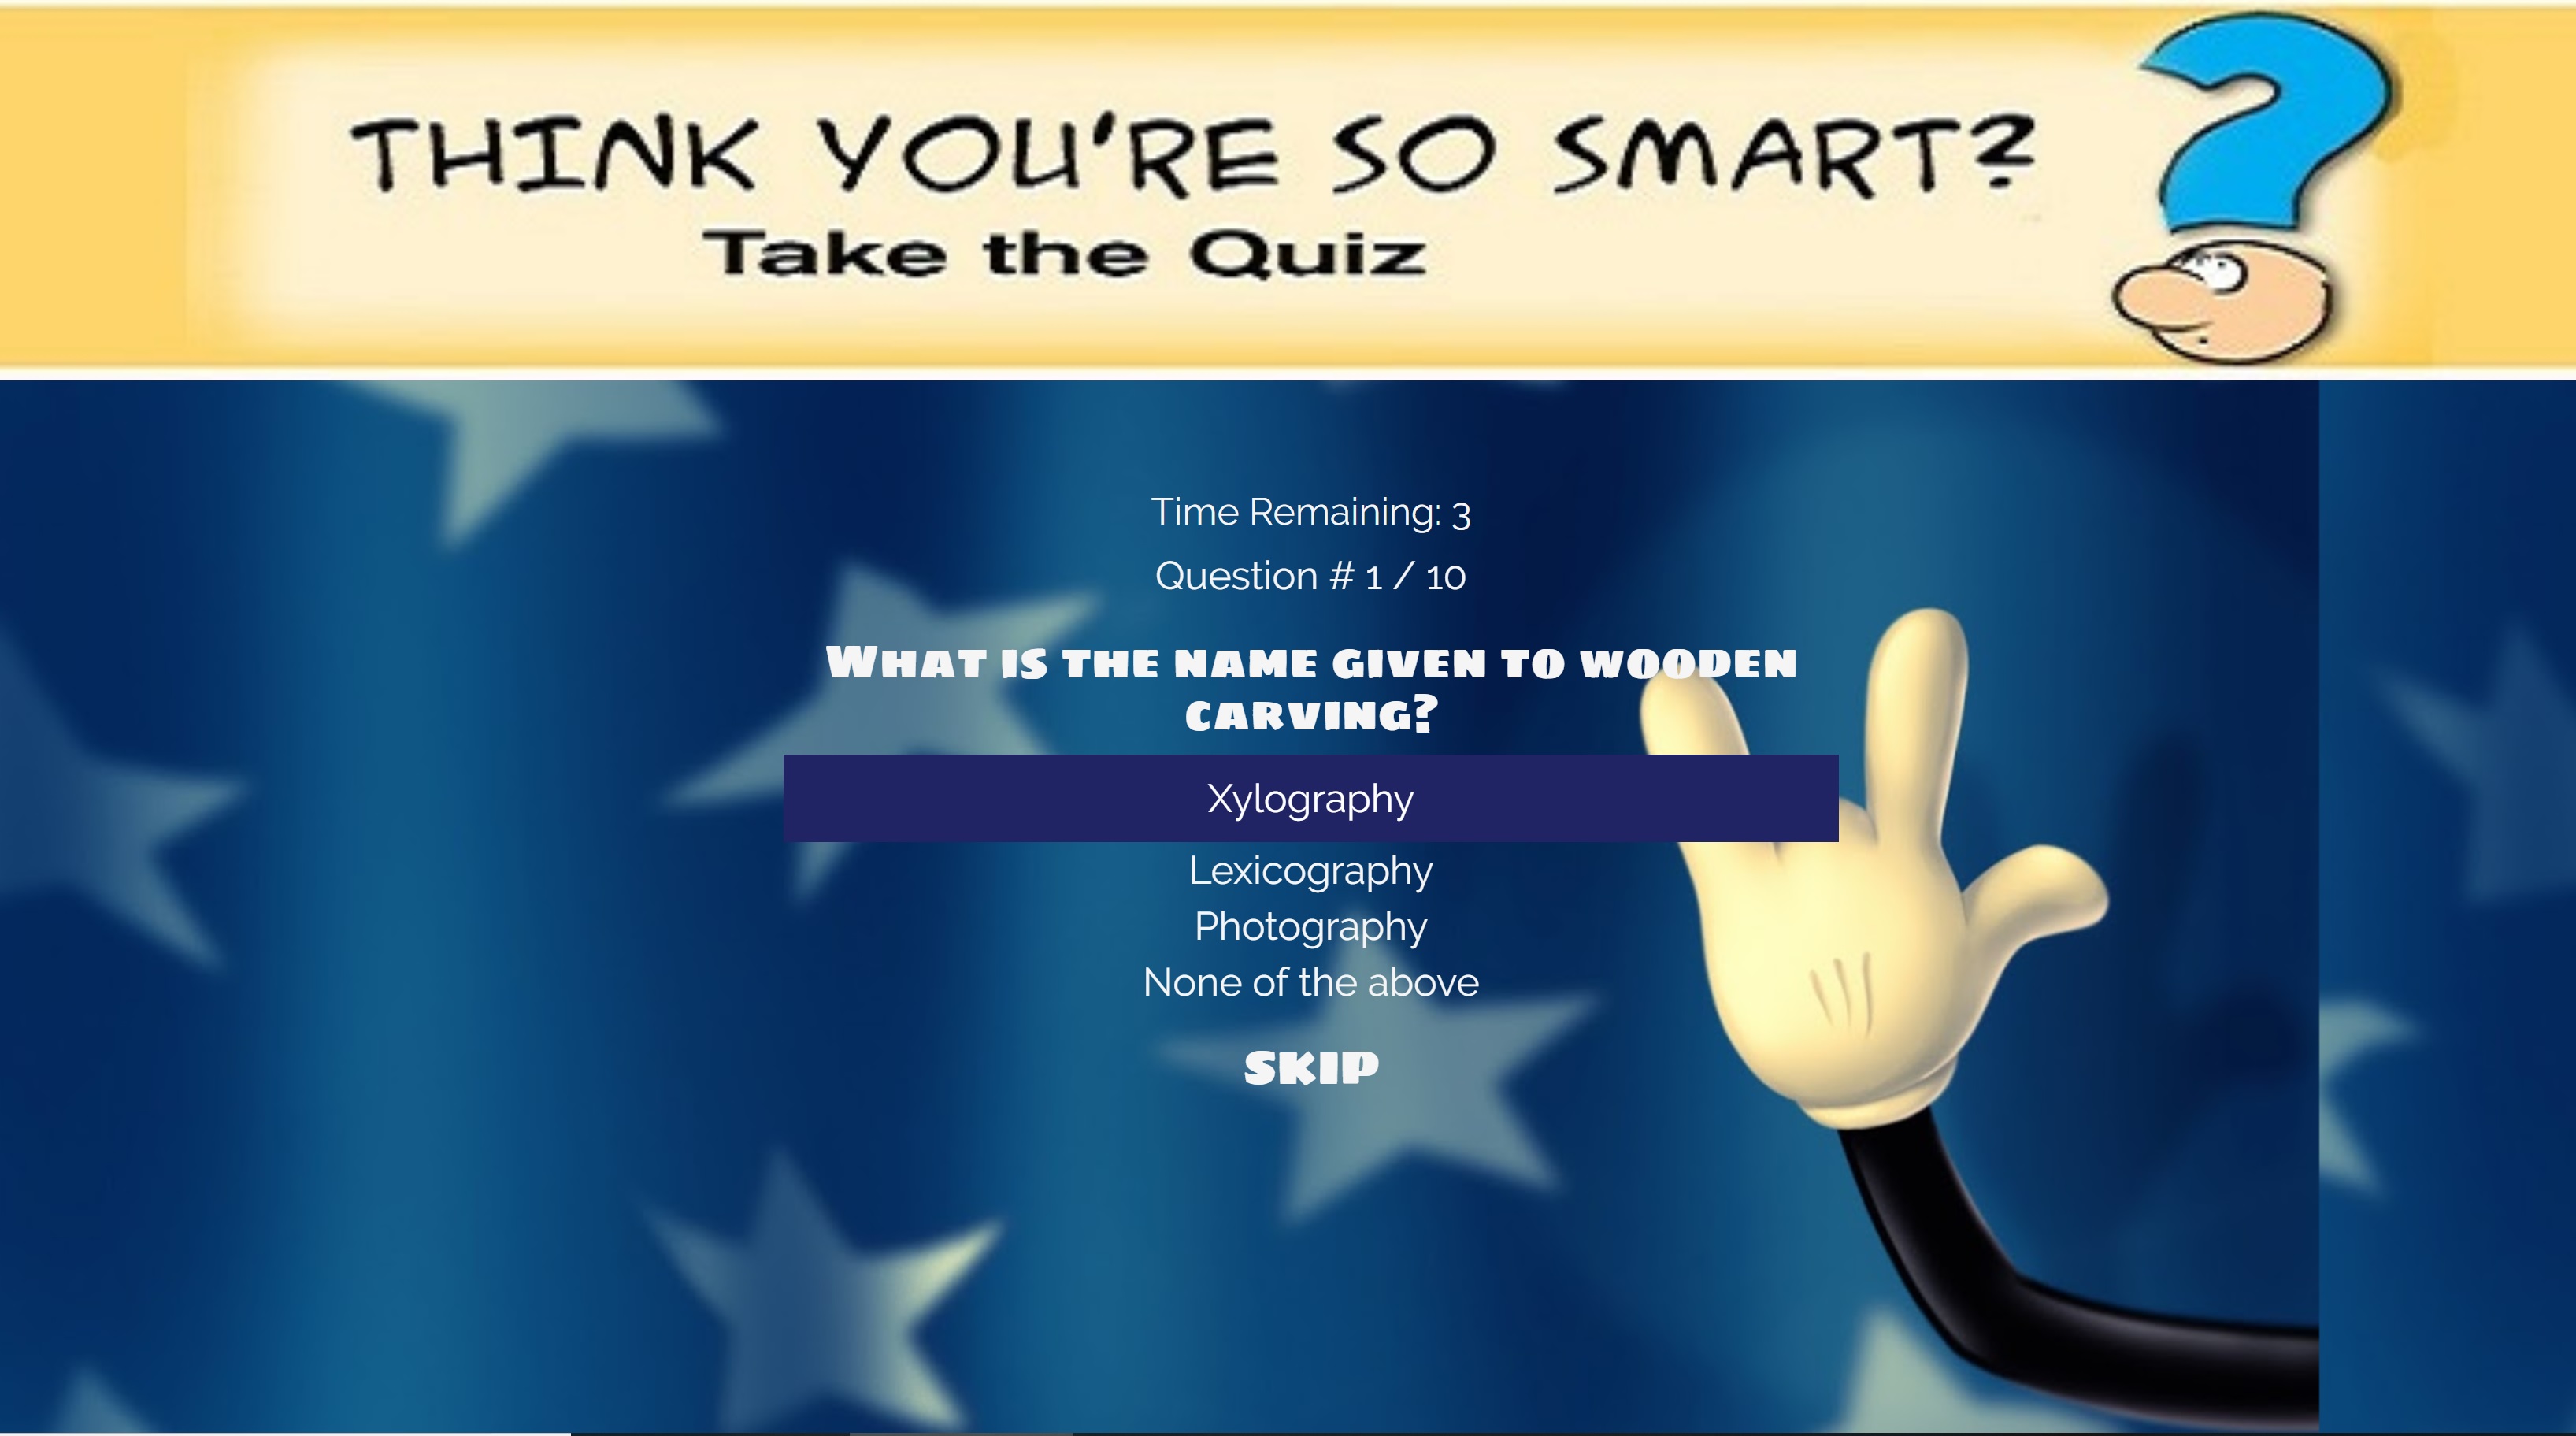 THINK YOU'RE SO SMART?
Take the Quiz
Time Remaining: 3
Question # 1 / 10
What is the name given to wooden
carving?
Xylography
Lexicography
Photography
None of the above
SKIP